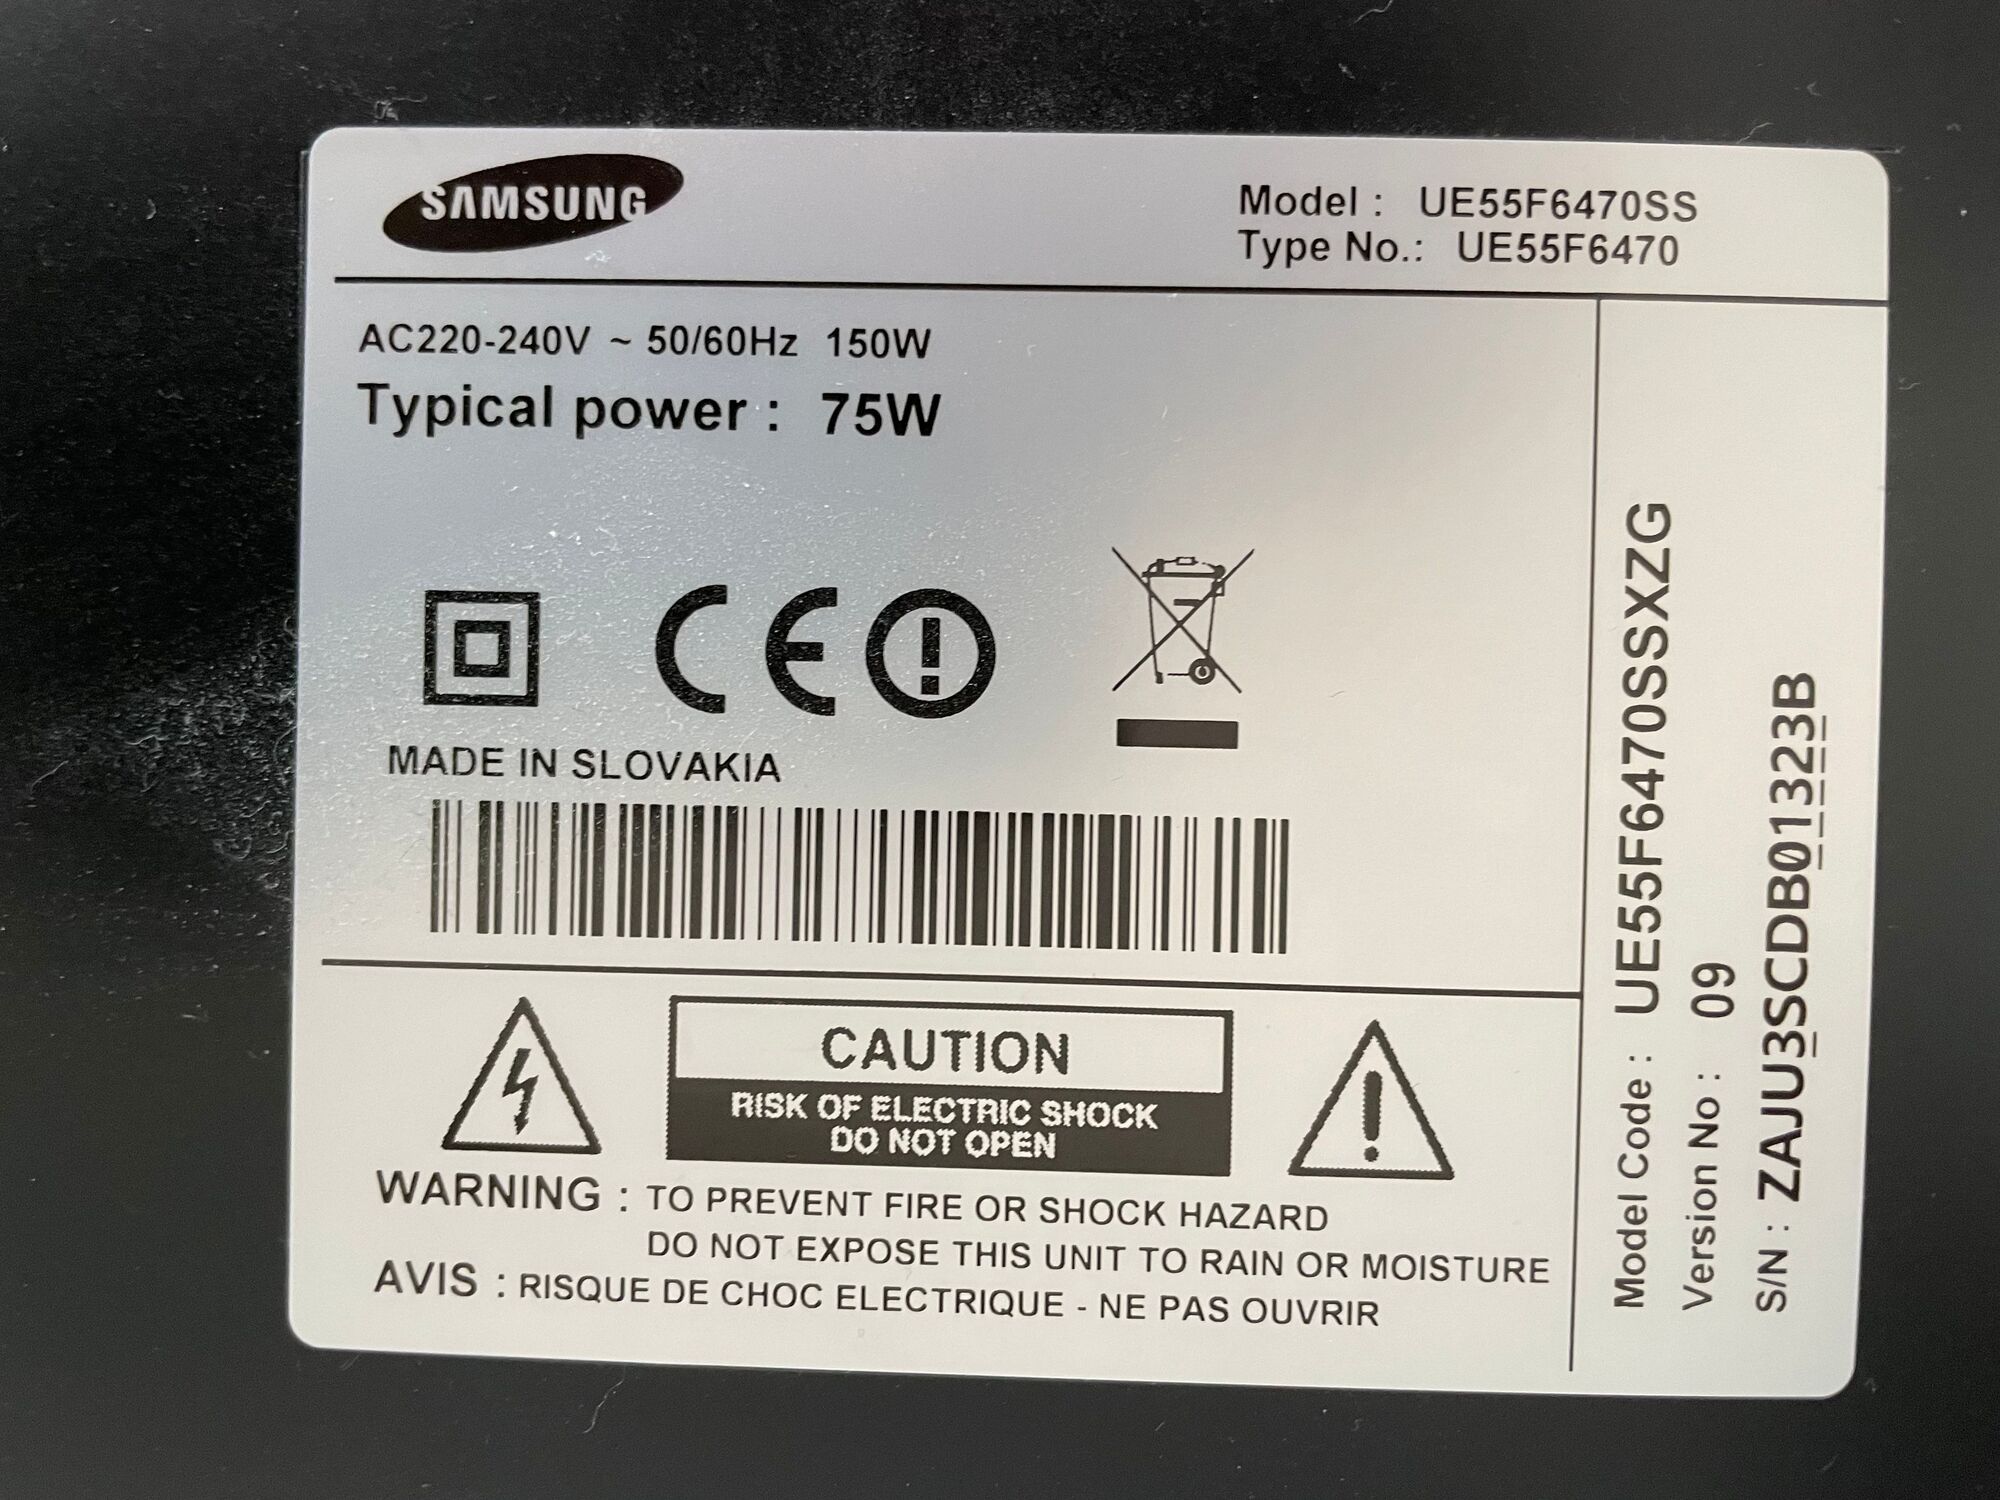 SAMSUNG
Model : UE55F6470SS
Type No.: UE55F6470
AC220-240V ~ 50/60Hz 150W
Typical power : 75W
CE
MADE IN SLOVAKIA
CAUTION
RISK OF ELECTRIC SHOCK
DO NOT OPEN
WARNING : TO PREVENT FIRE OR SHOCK HAZARD
DO NOT EXPOSE THIS UNIT TO RAIN OR MOISTURE
AVIS : RISQUE DE CHOC ELECTRIQUE - NE PAS OUVRIR
Model Code : UE55F6470SSXZG
Version No : 09
S/N : ZAJU3SCDB01323B